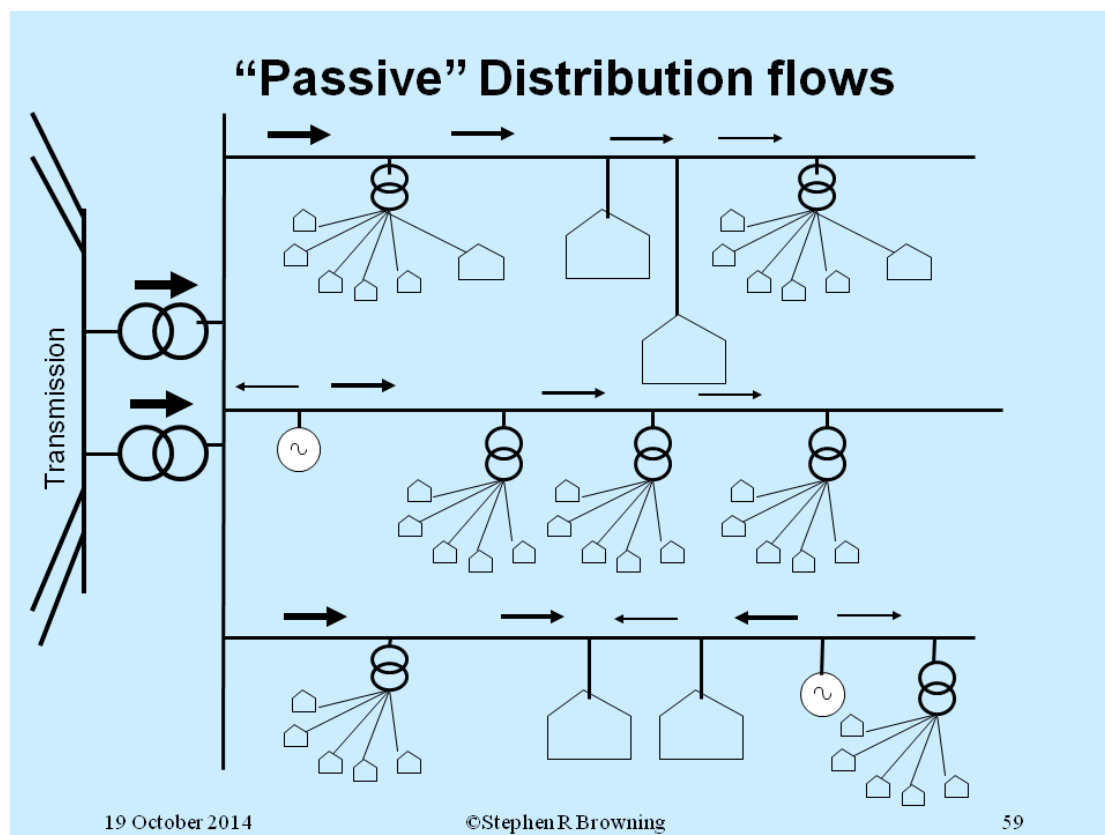 “Passive” Distribution flows
Transmission
19 October 2014
©Stephen R Browning
59